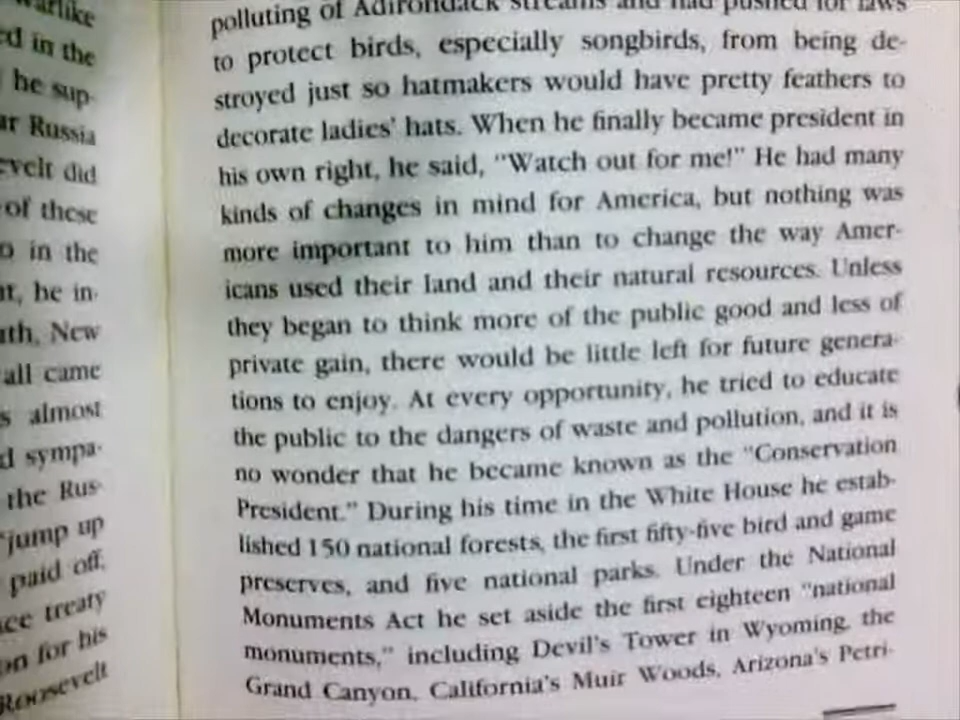 warlike
ed in the
he sup-
ar Russia
evelt did
of these
o in the
nt, he in-
uth, New
all came
s almost
d sympa-
the Rus-
"jump up
paid off,
ace treaty
on for his
Roosevelt
polluting of Adirondack streams and had pushed for laws
to protect birds, especially songbirds, from being de-
stroyed just so hatmakers would have pretty feathers to
decorate ladies' hats. When he finally became president in
his own right, he said, "Watch out for me!" He had many
kinds of changes in mind for America, but nothing was
more important to him than to change the way Amer-
icans used their land and their natural resources. Unless
they began to think more of the public good and less of
private gain, there would be little left for future genera-
tions to enjoy. At every opportunity, he tried to educate
the public to the dangers of waste and pollution, and it is
no wonder that he became known as the "Conservation
President." During his time in the White House he estab-
lished 150 national forests, the first fifty-five bird and game
preserves, and five national parks. Under the National
Monuments Act he set aside the first eighteen "national
monuments," including Devil's Tower in Wyoming, the
Grand Canyon, California's Muir Woods, Arizona's Petri-